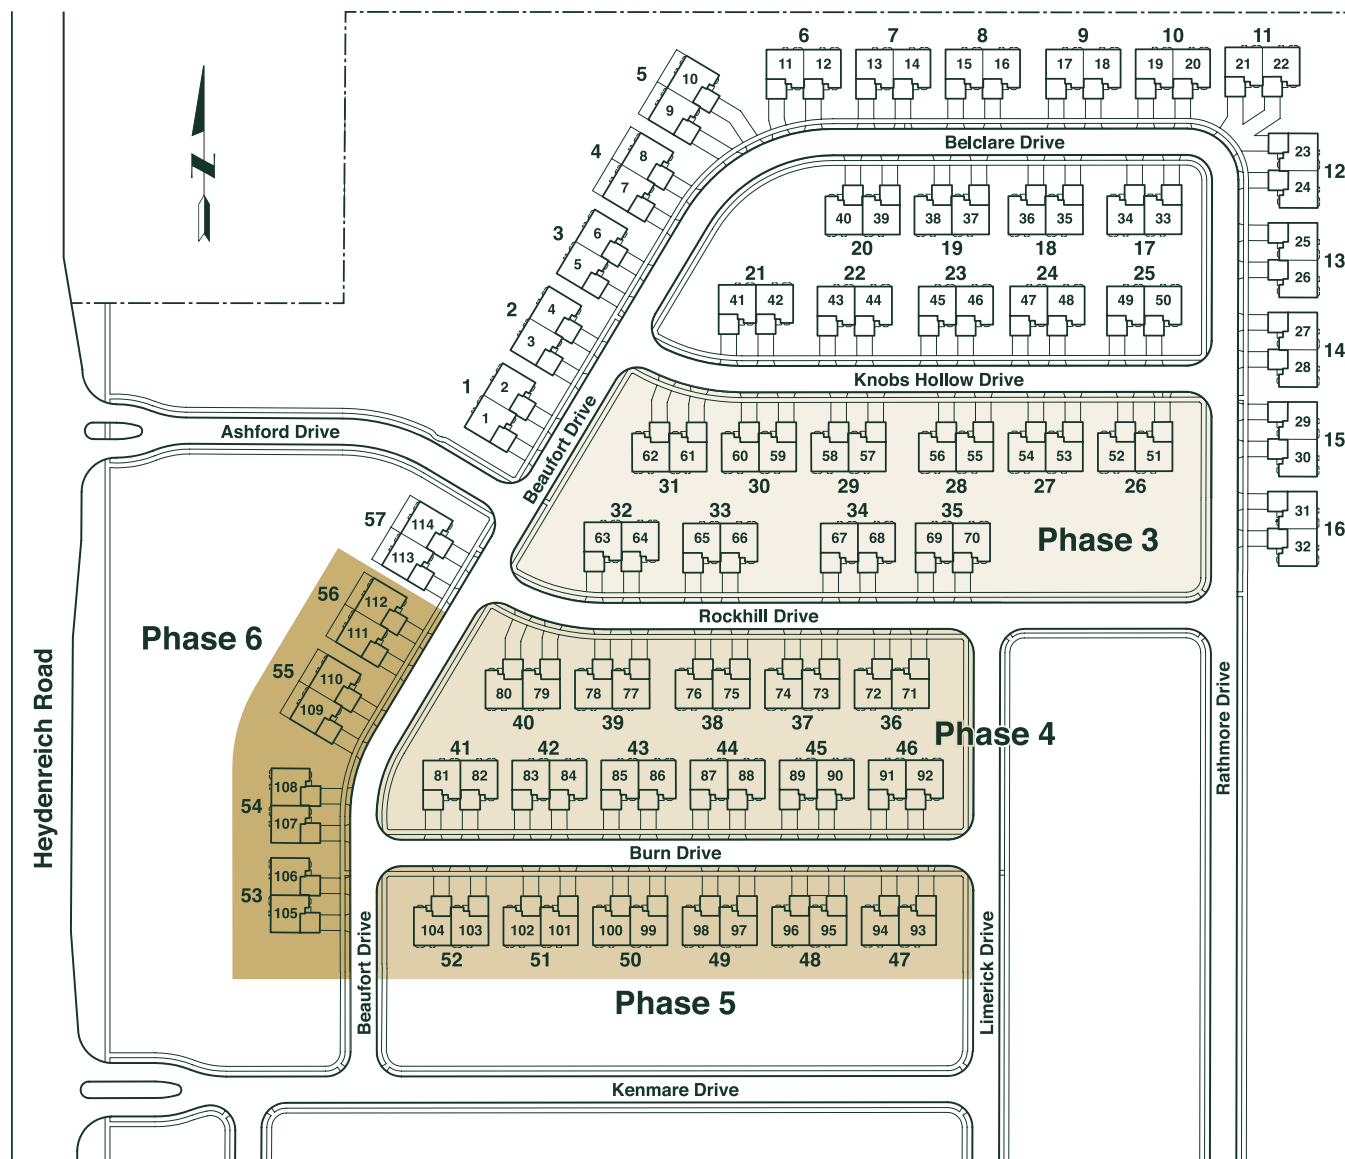 6 7 8 9 10 11
5
10
9
11 12 13 14 15 16 17 18 19 20 21 22
Belclare Drive
4
8
7
23
24
12
3
6
5
40 39 38 37 36 35 34 33
20 19 18 17
25
26
13
2
4
3
21 22 23 24 25
41 42 43 44 45 46 47 48 49 50
27
28
14
1
2
1
Knobs Hollow Drive
Ashford Drive
Beaufort Drive
62 61 60 59 58 57 56 55 54 53 52 51
31 30 29 28 27 26
29
30
15
57
114
113
32 33 34 35
63 64 65 66 67 68 69 70
Phase 3
31
32
16
56
112
111
Rockhill Drive
Phase 6
55
110
109
80 79 78 77 76 75 74 73 72 71
40 39 38 37 36
Phase 4
Rathmore Drive
Heydenreich Road
41 42 43 44 45 46
81 82 83 84 85 86 87 88 89 90 91 92
54
108
107
Burn Drive
53
106
105
104 103 102 101 100 99 98 97 96 95 94 93
52 51 50 49 48 47
Beaufort Drive
Limerick Drive
Phase 5
Kenmare Drive
N